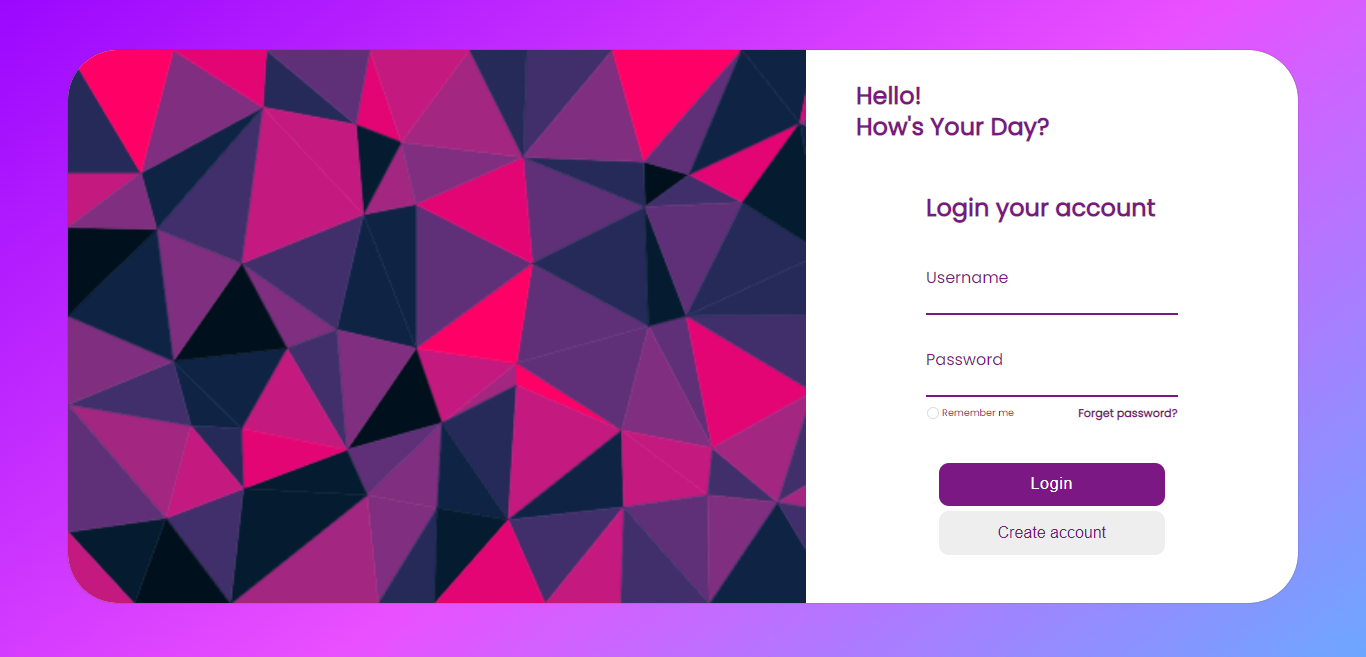 Hello!
How's Your Day?
Login your account
Username
Password
Remember me
Forget password?
Login
Create account